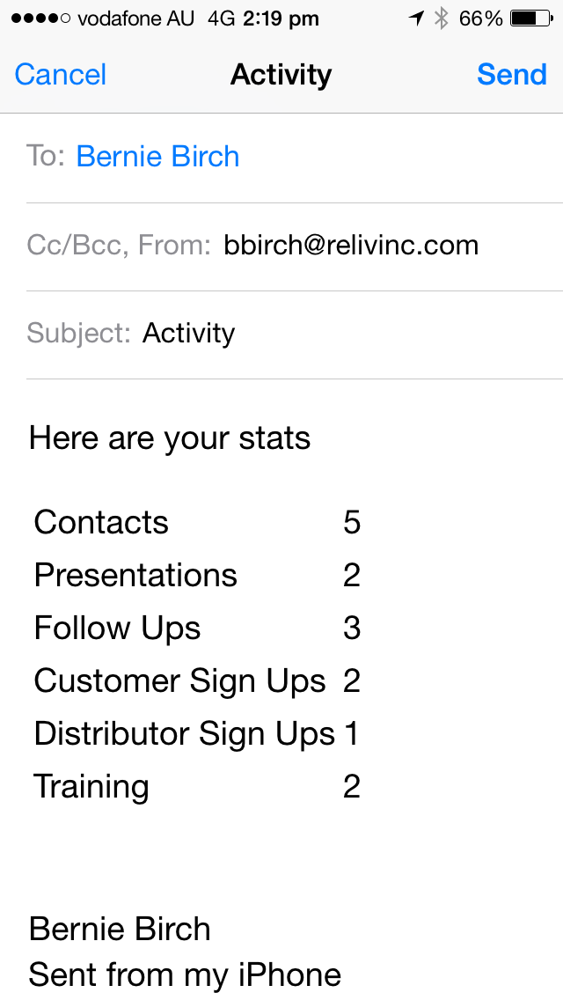 vodafone AU 4G 2:19 pm 66%
Cancel Activity Send
To: Bernie Birch
Cc/Bcc, From: bbirch@relivinc.com
Subject: Activity
Here are your stats
Contacts 5
Presentations 2
Follow Ups 3
Customer Sign Ups 2
Distributor Sign Ups 1
Training 2
Bernie Birch
Sent from my iPhone